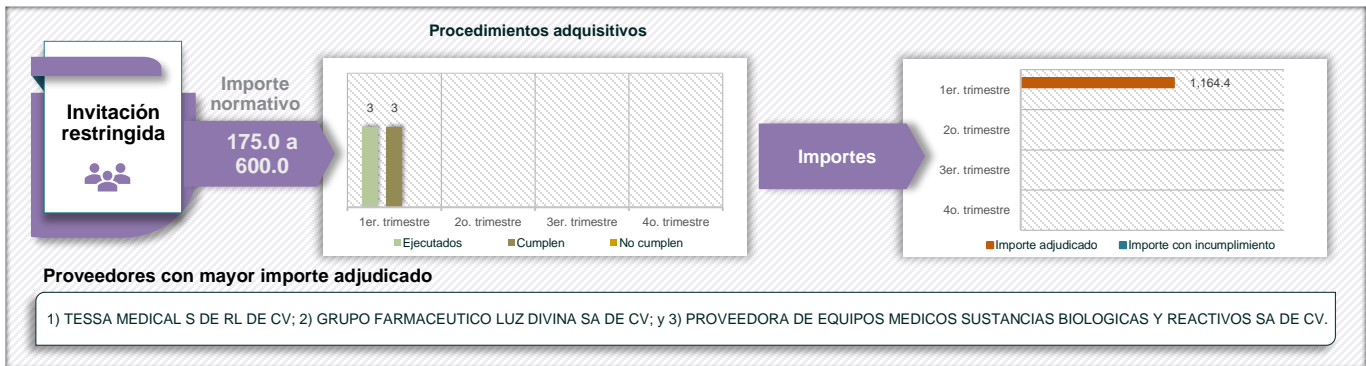 Procedimientos adquisitivos
Invitación
restringida
Importe
normativo
175.0 a
600.0
3 3
1er. trimestre 2o. trimestre 3er. trimestre 4o. trimestre
Ejecutados Cumplen No cumplen
Importes
1er. trimestre 1,164.4
2o. trimestre
3er. trimestre
4o. trimestre
Importe adjudicado Importe con incumplimiento
Proveedores con mayor importe adjudicado
1) TESSA MEDICAL S DE RL DE CV; 2) GRUPO FARMACEUTICO LUZ DIVINA SA DE CV; y 3) PROVEEDORA DE EQUIPOS MEDICOS SUSTANCIAS BIOLOGICAS Y REACTIVOS SA DE CV.